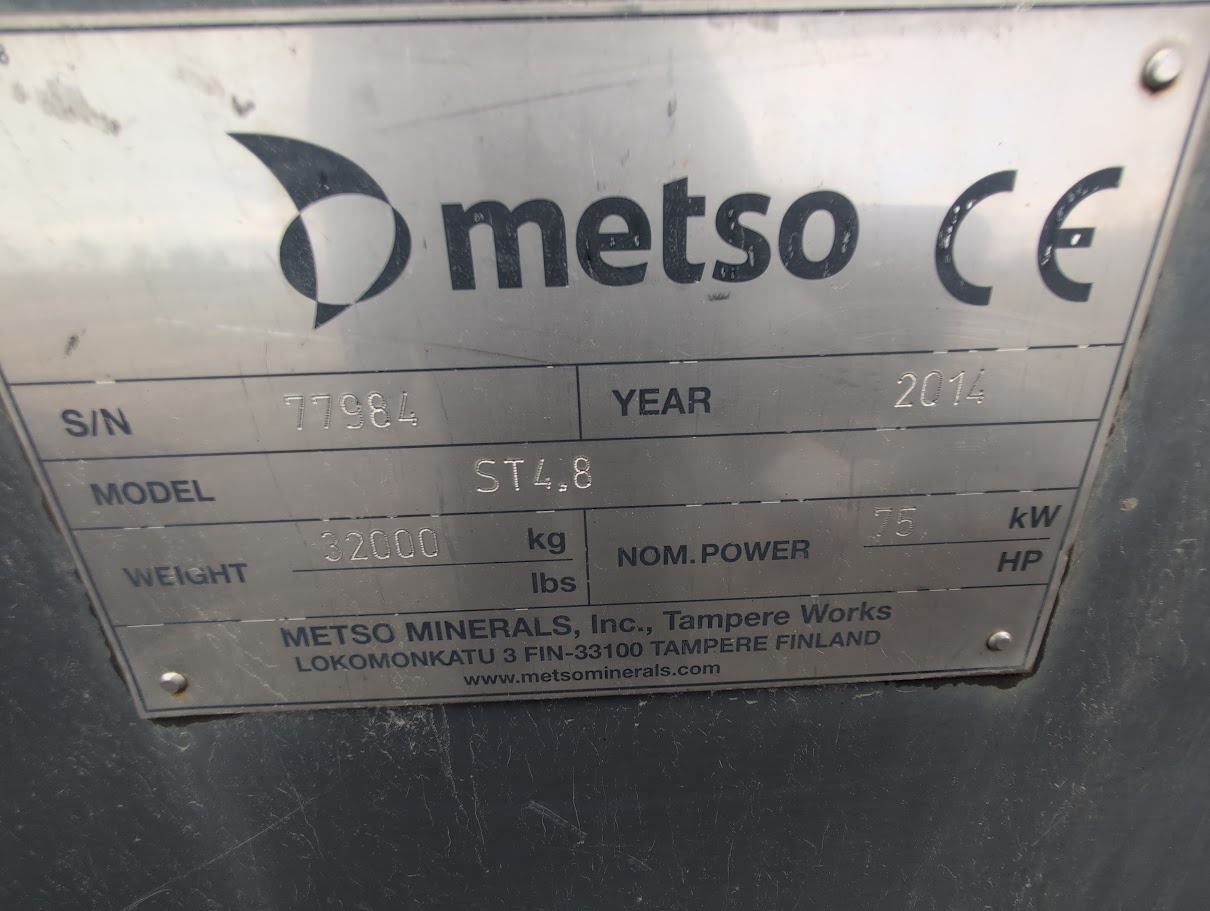 metso CE
S/N 77984 YEAR 2014
MODEL ST4.8
WEIGHT 32000 kg NOM. POWER 75 kW
lbs HP
METSO MINERALS, Inc., Tampere Works
LOKOMONKATU 3 FIN-33100 TAMPERE FINLAND
www.metsominerals.com